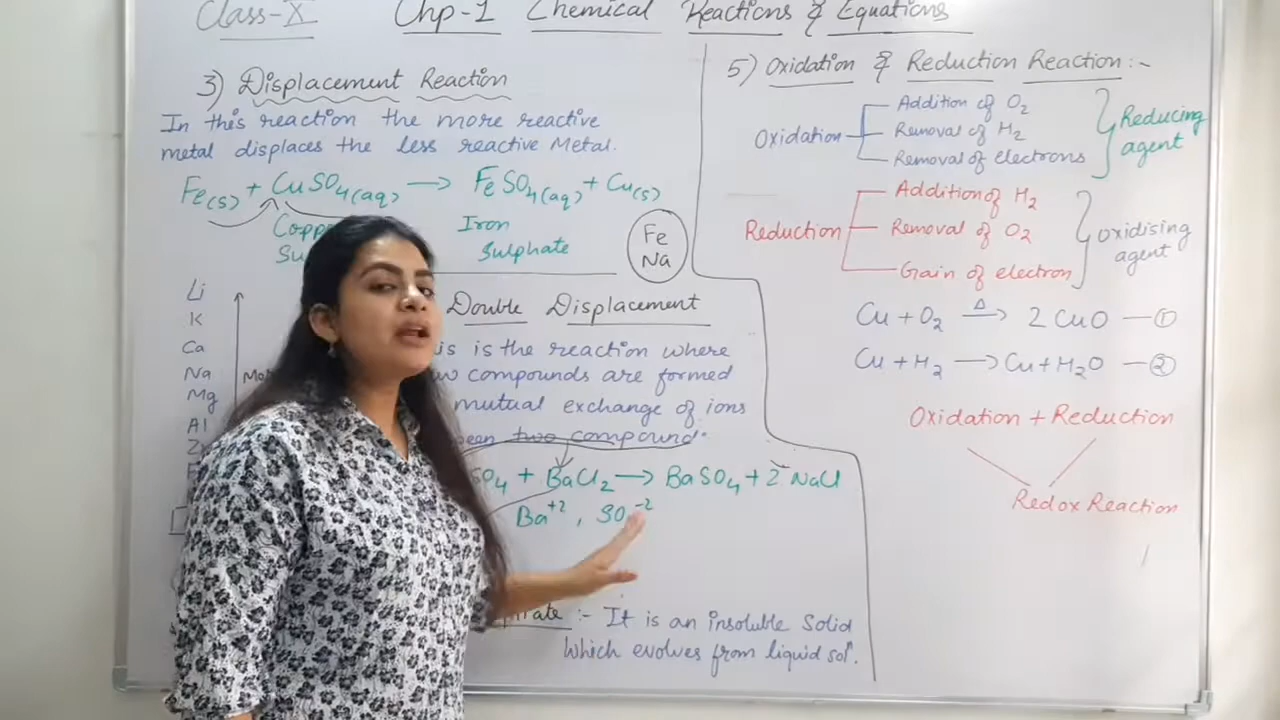 Class-X Chp-1 Chemical Reactions & Equations
3) Displacement Reaction
In this reaction the more reactive
metal displaces the less reactive Metal.
Fe(s) + CuSO4(aq) → FeSO4(aq) + Cu(s)
Iron
Sulphate
Fe
Na
Li
K
Ca
Na
Mg
Al
Double Displacement
is is the reaction where
compounds are formed
mutual exchange of ions
two compound.
SO4 + BaCl2 → BaSO4 + 2 NaCl
Ba+2 , SO -2
:- It is an insoluble Solid
Which evolves from liquid solⁿ.
5) Oxidation & Reduction Reaction :-
Oxidation
Addition of O2
Removal of H2
Removal of electrons
Reducing
agent
Reduction
Addition of H2
Removal of O2
Gain of electron
Oxidising
agent
Cu + O2 Δ→ 2 CuO — ①
Cu + H2 → Cu + H2O — ②
Oxidation + Reduction
Redox Reaction